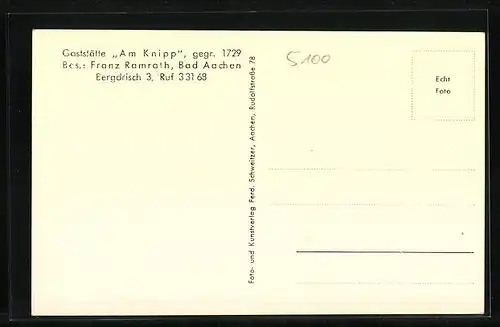 Gaststätte „Am Knipp", gegr. 1729
Bes.: Franz Ramroth, Bad Aachen
Bergdrisch 3, Ruf 33168
5100
Echt
Foto
Foto- und Kunstverlag Ferd. Schweitzer, Aachen, Rudolfstraße 78